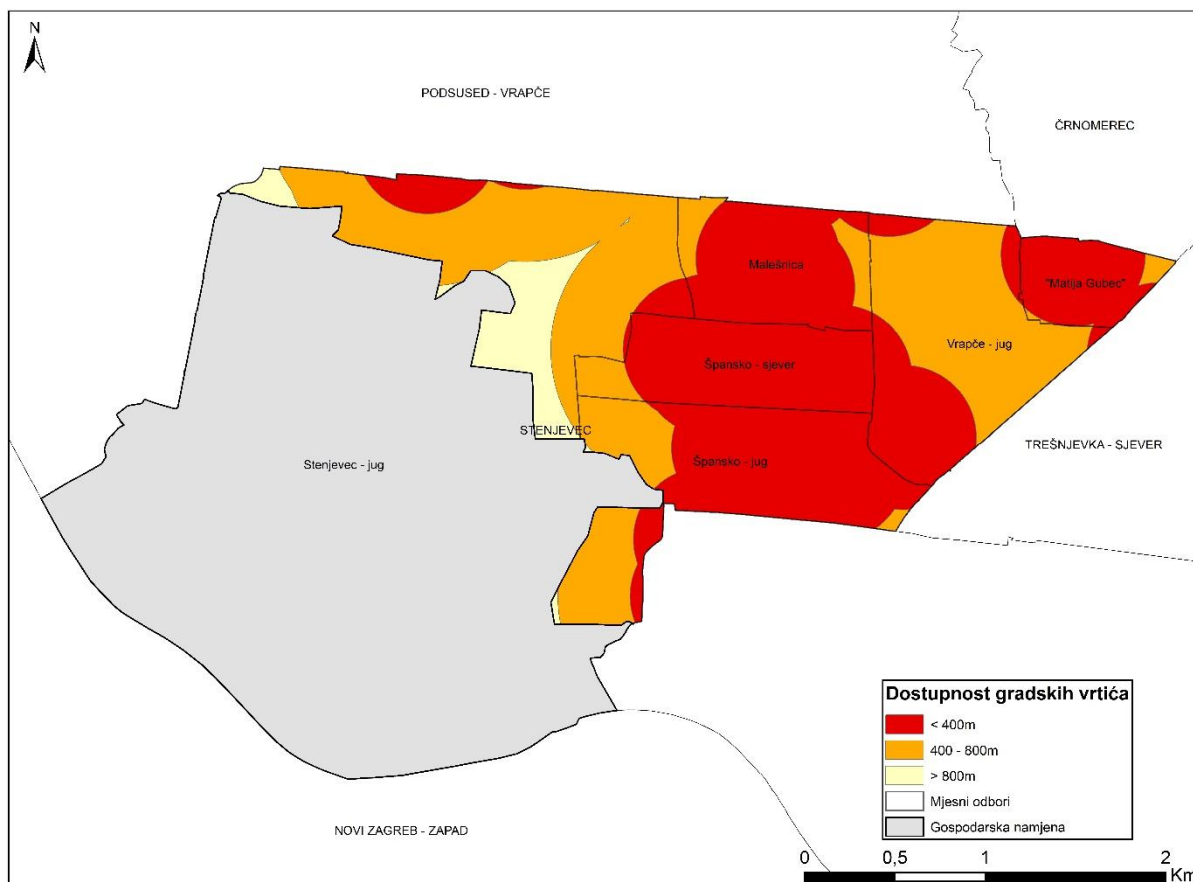 N
PODSUSED - VRAPČE
ČRNOMEREC
Malešnica
"Matija Gubec"
Vrapče - jug
Špansko - sjever
STENJEVEC
TREŠNJEVKA - SJEVER
Stenjevec - jug
Špansko - jug
Dostupnost gradskih vrtića
< 400m
400 - 800m
> 800m
Mjesni odbori
Gospodarska namjena
NOVI ZAGREB - ZAPAD
0 0,5 1 2
Km